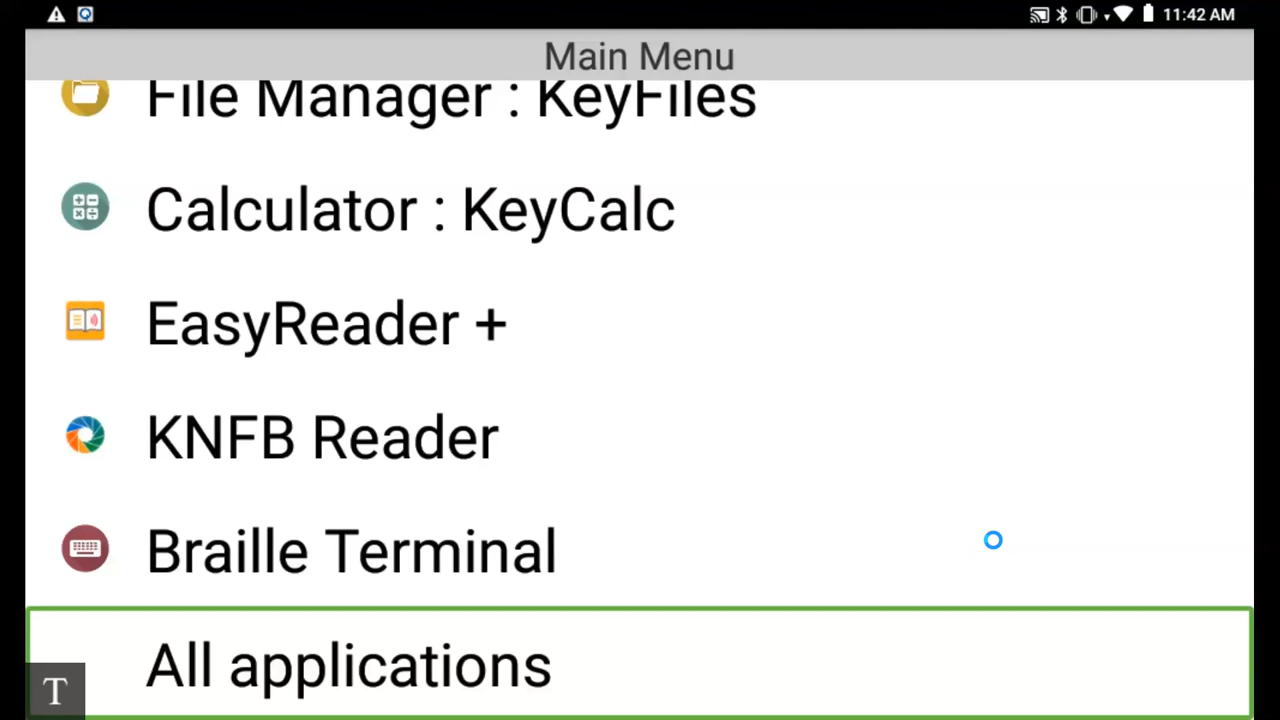 11:42 AM
Main Menu
File Manager : KeyFiles
Calculator : KeyCalc
EasyReader +
KNFB Reader
Braille Terminal
All applications
T